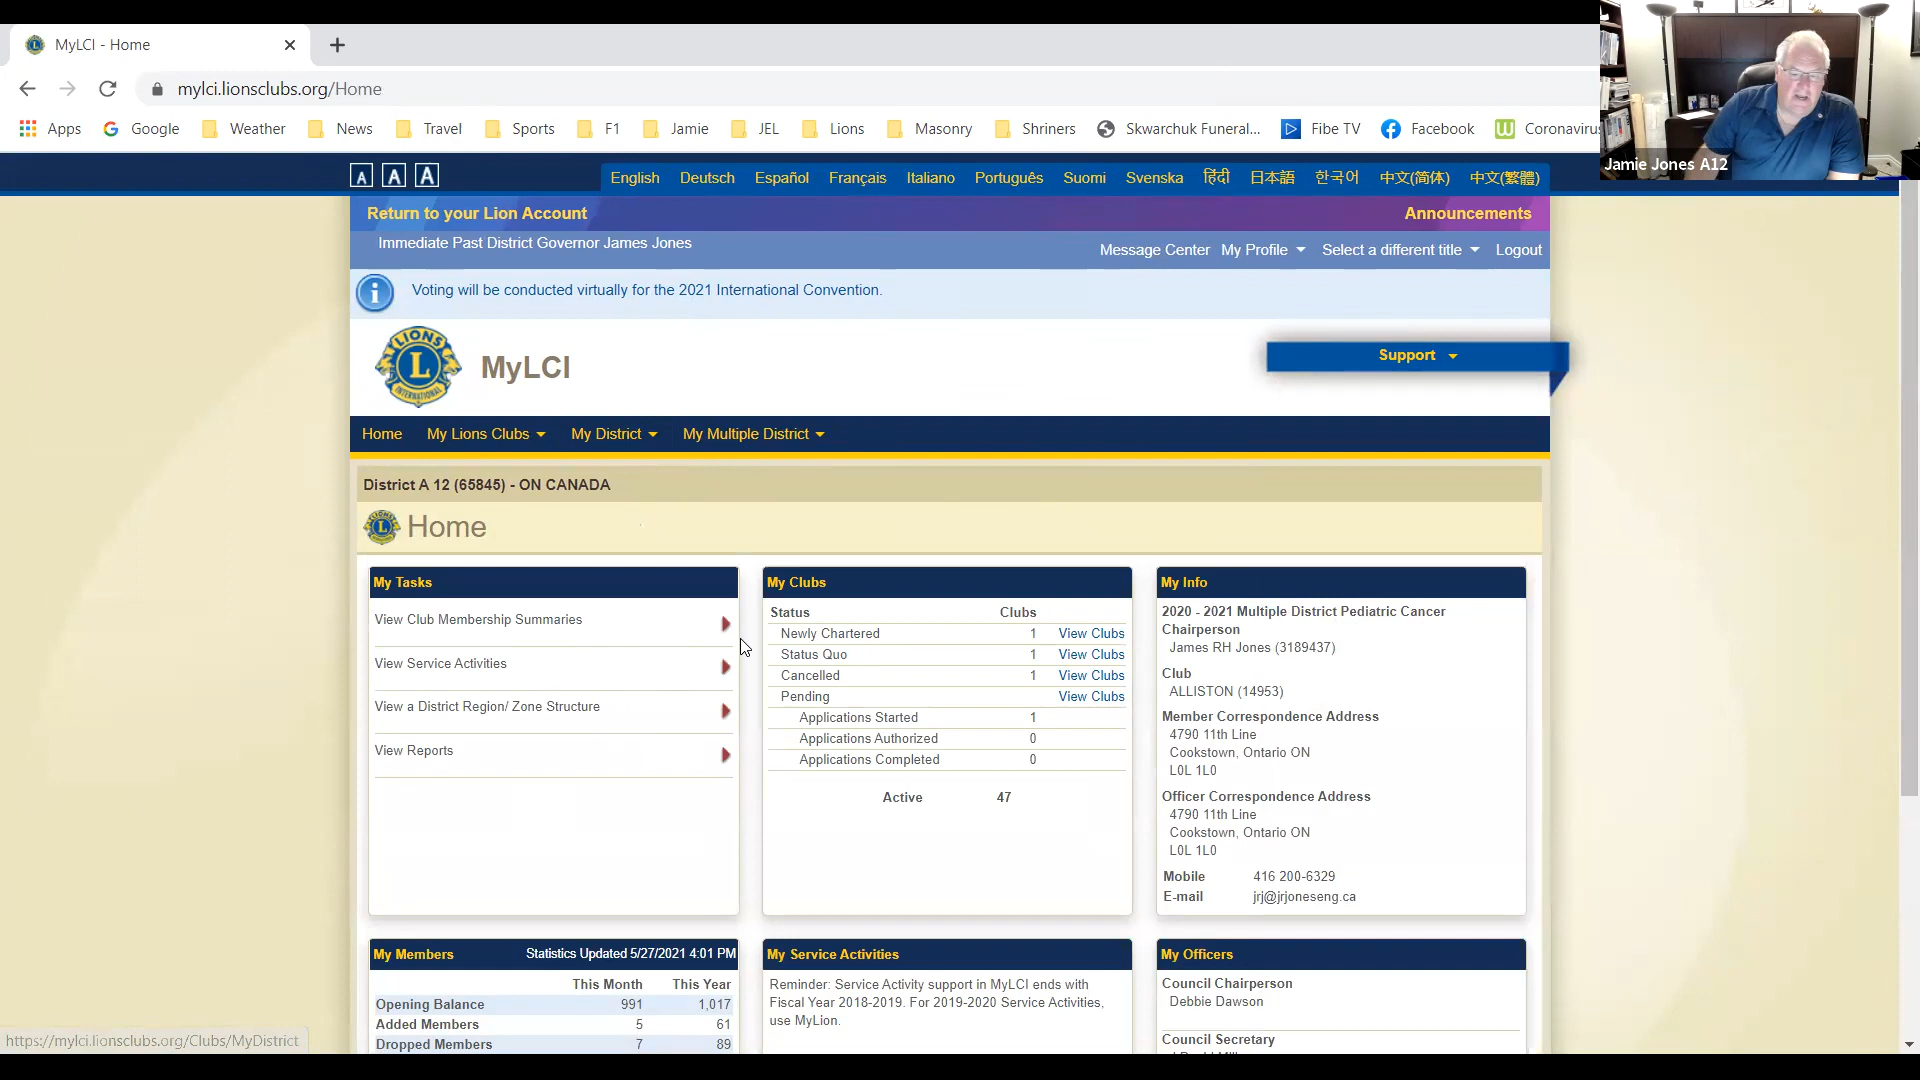 MyLCI - Home
mylci.lionsclubs.org/Home
Apps Google Weather News Travel Sports F1 Jamie JEL Lions Masonry Shriners Skwarchuk Funeral... Fibe TV Facebook Coronavirus
Jamie Jones A12
A A A
English Deutsch Español Français Italiano Português Suomi Svenska हिंदी 日本語 한국어 中文(简体) 中文(繁體)
Return to your Lion Account Announcements
Immediate Past District Governor James Jones
Message Center My Profile Select a different title Logout
Voting will be conducted virtually for the 2021 International Convention.
LIONS
L
INTERNATIONAL
MyLCI
Support
Home My Lions Clubs My District My Multiple District
District A 12 (65845) - ON CANADA
Home
My Tasks
View Club Membership Summaries
View Service Activities
View a District Region/ Zone Structure
View Reports
My Clubs
Status Clubs
Newly Chartered 1 View Clubs
Status Quo 1 View Clubs
Cancelled 1 View Clubs
Pending View Clubs
Applications Started 1
Applications Authorized 0
Applications Completed 0
Active 47
My Info
2020 - 2021 Multiple District Pediatric Cancer
Chairperson
James RH Jones (3189437)
Club
ALLISTON (14953)
Member Correspondence Address
4790 11th Line
Cookstown, Ontario ON
L0L 1L0
Officer Correspondence Address
4790 11th Line
Cookstown, Ontario ON
L0L 1L0
Mobile 416 200-6329
E-mail jrj@jrjoneseng.ca
My Members Statistics Updated 5/27/2021 4:01 PM
This Month This Year
Opening Balance 991 1,017
Added Members 5 61
Dropped Members 7 89
My Service Activities
Reminder: Service Activity support in MyLCI ends with
Fiscal Year 2018-2019. For 2019-2020 Service Activities,
use MyLion.
My Officers
Council Chairperson
Debbie Dawson
Council Secretary
https://mylci.lionsclubs.org/Clubs/MyDistrict